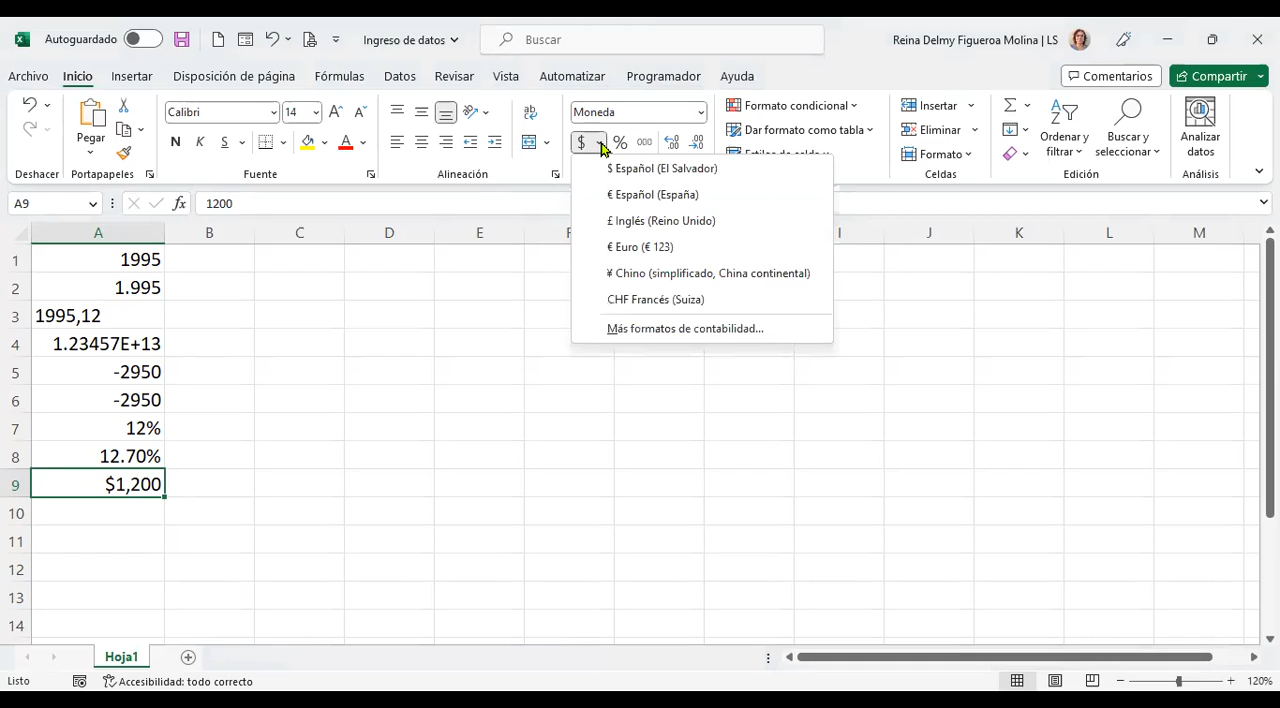 Autoguardado
Ingreso de datos
Buscar
Reina Delmy Figueroa Molina | LS
Archivo Inicio Insertar Disposición de página Fórmulas Datos Revisar Vista Automatizar Programador Ayuda
Comentarios Compartir
Pegar
Calibri 14
N K S
Moneda
$ % 000
Formato condicional
Dar formato como tabla
Estilos de celda
Insertar
Eliminar
Formato
Ordenar y filtrar
Buscar y seleccionar
Analizar datos
Deshacer Portapapeles Fuente Alineación Celdas Edición Análisis
$ Español (El Salvador)
€ Español (España)
£ Inglés (Reino Unido)
€ Euro (€ 123)
¥ Chino (simplificado, China continental)
CHF Francés (Suiza)
Más formatos de contabilidad...
A9 fx 1200
A B C D E F I J K L M
1 1995
2 1.995
3 1995,12
4 1.23457E+13
5 -2950
6 -2950
7 12%
8 12.70%
9 $1,200
10
11
12
13
14
Hoja1
Listo
Accesibilidad: todo correcto
120%